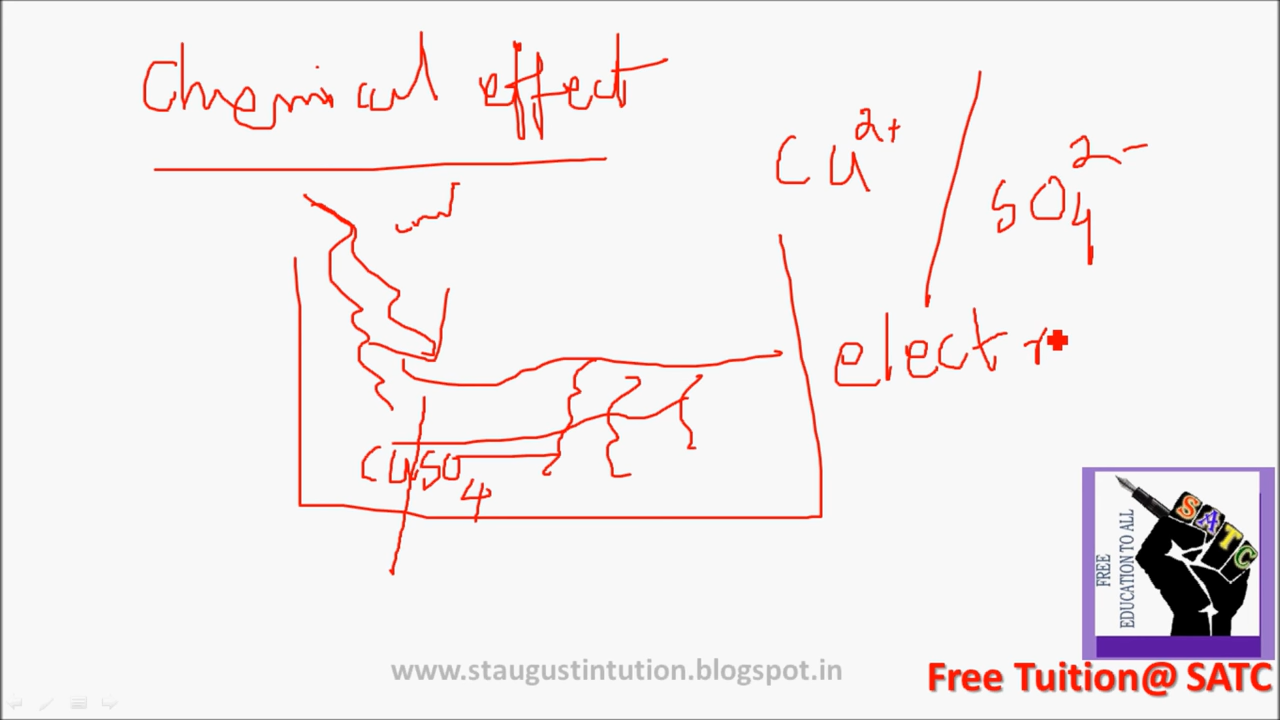 Chemical effect
Cu2+ / SO42-
electr
CuSO4
FREE
EDUCATION TO ALL
SATC
www.staugustintution.blogspot.in
Free Tuition@ SATC